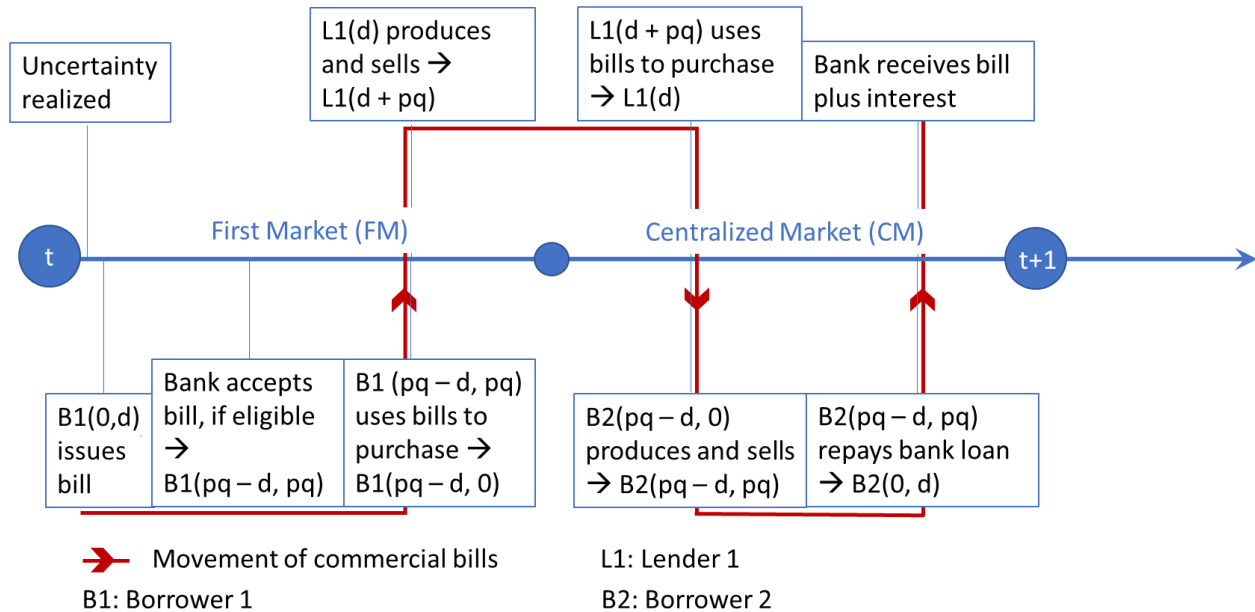 Uncertainty
realized
L1(d) produces
and sells →
L1(d + pq)
L1(d + pq) uses
bills to purchase
→ L1(d)
Bank receives bill
plus interest
t
First Market (FM)
Centralized Market (CM)
t+1
B1(0,d)
issues
bill
Bank accepts
bill, if eligible
→
B1(pq – d, pq)
B1 (pq – d, pq)
uses bills to
purchase →
B1(pq – d, 0)
B2(pq – d, 0)
produces and sells
→ B2(pq – d, pq)
B2(pq – d, pq)
repays bank loan
→ B2(0, d)
Movement of commercial bills
L1: Lender 1
B1: Borrower 1
B2: Borrower 2